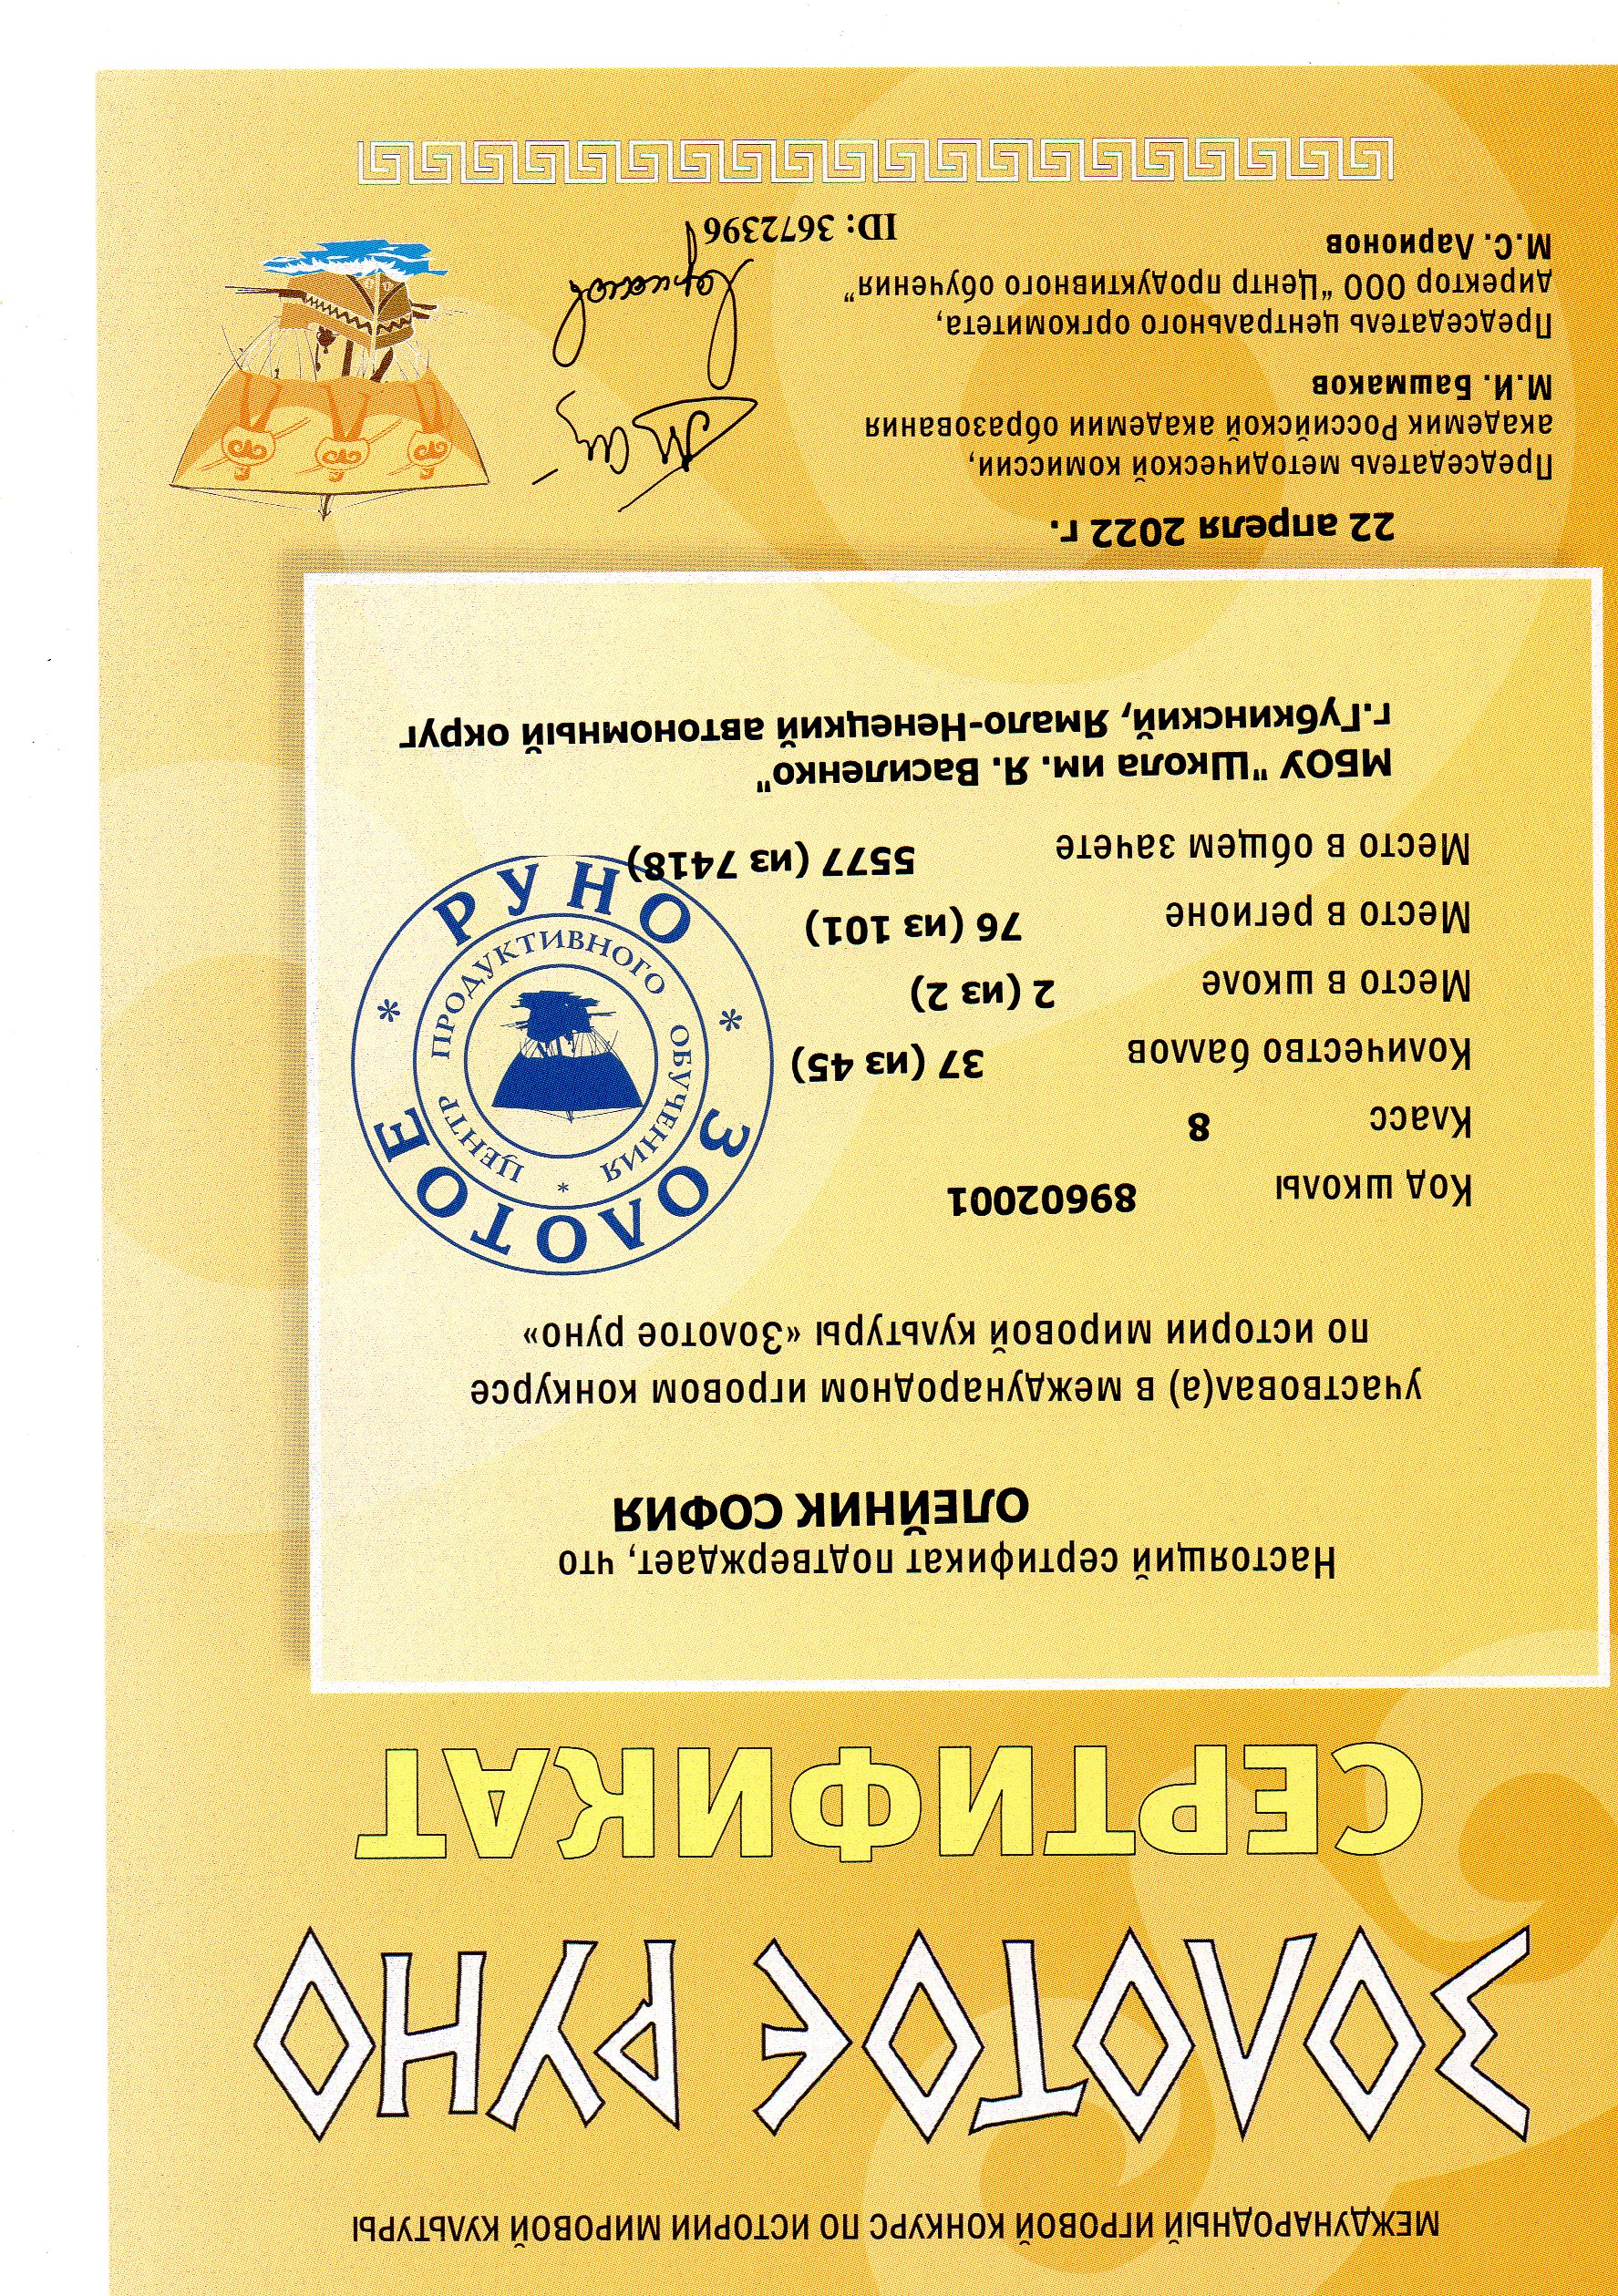 МЕЖДУНАРОДНЫЙ ИГРОВОЙ КОНКУРС ПО ИСТОРИИ МИРОВОЙ КУЛЬТУРЫ
ЗОЛОТОЕ РУНО
СЕРТИФИКАТ
Настоящий сертификат подтверждает, что
ОЛЕЙНИК СОФИЯ
участвовал(а) в международном игровом конкурсе
по истории мировой культуры «Золотое руно»
Код школы 89602001
Класс 8
Количество баллов 37 (из 45)
Место в школе 2 (из 2)
Место в регионе 76 (из 101)
Место в общем зачете 5577 (из 7418)
ЗОЛОТОЕ * РУНО *
ЦЕНТР ПРОДУКТИВНОГО ОБУЧЕНИЯ *
МБОУ "Школа им. Я. Василенко"
г.Губкинский, Ямало-Ненецкий автономный округ
22 апреля 2022 г.
Председатель методической комиссии,
академик Российской академии образования
М.И. Башмаков
Председатель центрального оргкомитета,
директор ООО "Центр продуктивного обучения"
М.С. Ларионов
ID: 3672396